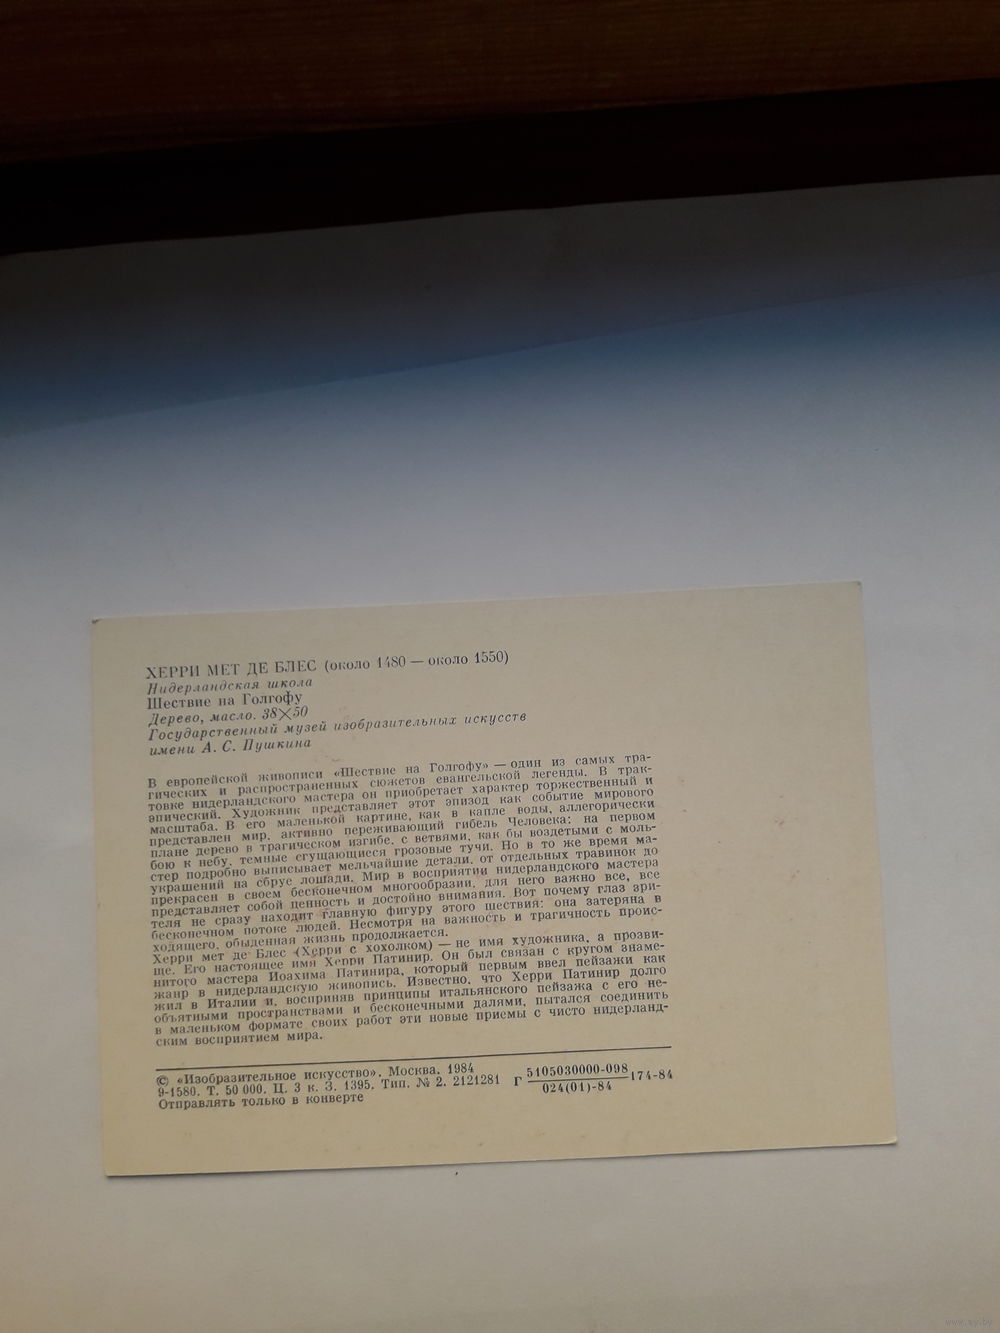 ХЕРРИ МЕТ ДЕ БЛЕС (около 1480 — около 1550)
Нидерландская школа
Шествие на Голгофу
Дерево, масло. 38×50
Государственный музей изобразительных искусств
имени А. С. Пушкина
В европейской живописи «Шествие на Голгофу» — один из самых тра-
гических и распространенных сюжетов евангельской легенды. В трак-
товке нидерландского мастера он приобретает характер торжественный и
эпический. Художник представляет этот эпизод как событие мирового
масштаба. В его маленькой картине, как в капле воды, аллегорически
представлен мир, активно переживающий гибель Человека: на первом
плане дерево в трагическом изгибе, с ветвями, как бы воздетыми с моль-
бою к небу, темные сгущающиеся грозовые тучи. Но в то же время ма-
стер подробно выписывает мельчайшие детали, от отдельных травинок до
украшений на сбруе лошади. Мир в восприятии нидерландского мастера
прекрасен в своем бесконечном многообразии, для него важно все, все
представляет собой ценность и достойно внимания. Вот почему глаз зри-
теля не сразу находит главную фигуру этого шествия: она затеряна в
бесконечном потоке людей. Несмотря на важность и трагичность проис-
ходящего, обыденная жизнь продолжается.
Херри мет де Блес (Херри с хохолком) — не имя художника, а прозви-
ще. Его настоящее имя Херри Патинир. Он был связан с кругом знаме-
нитого мастера Иоахима Патинира, который первым ввел пейзажи как
жанр в нидерландскую живопись. Известно, что Херри Патинир долго
жил в Италии и, восприняв принципы итальянского пейзажа с его не-
объятными пространствами и бесконечными далями, пытался соединить
в маленьком формате своих работ эти новые приемы с чисто нидерланд-
ским восприятием мира.
© «Изобразительное искусство». Москва. 1984
9-1580. Т. 50 000. Ц. 3 к. З. 1395. Тип. № 2. 2121281
Отправлять только в конверте
Г 5105030000-098 174-84
024(01)-84